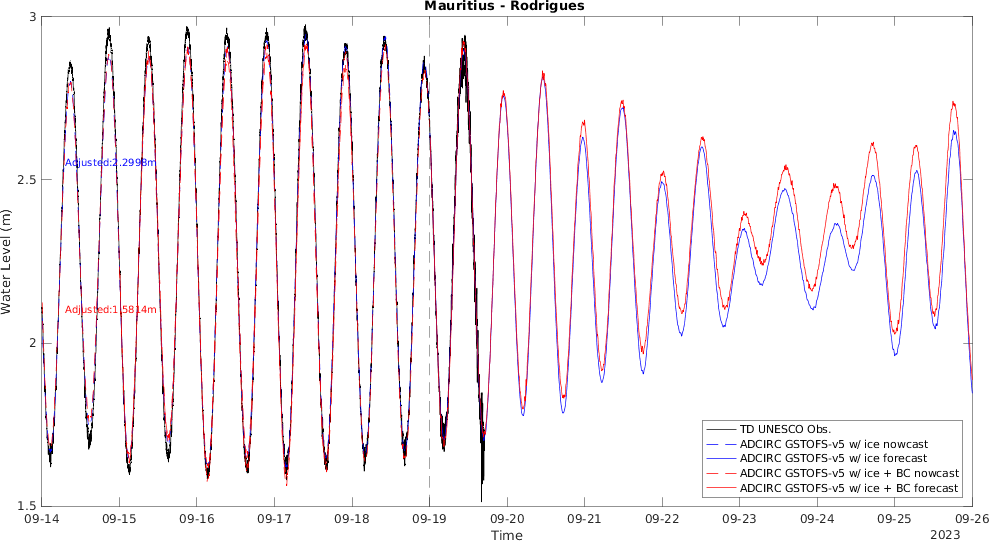 Mauritius - Rodrigues
3
2.5
2
1.5
Water Level (m)
Adjusted:2.2998m
Adjusted:1.5814m
TD UNESCO Obs.
ADCIRC GSTOFS-v5 w/ ice nowcast
ADCIRC GSTOFS-v5 w/ ice forecast
ADCIRC GSTOFS-v5 w/ ice + BC nowcast
ADCIRC GSTOFS-v5 w/ ice + BC forecast
09-14 09-15 09-16 09-17 09-18 09-19 09-20 09-21 09-22 09-23 09-24 09-25 09-26
Time
2023